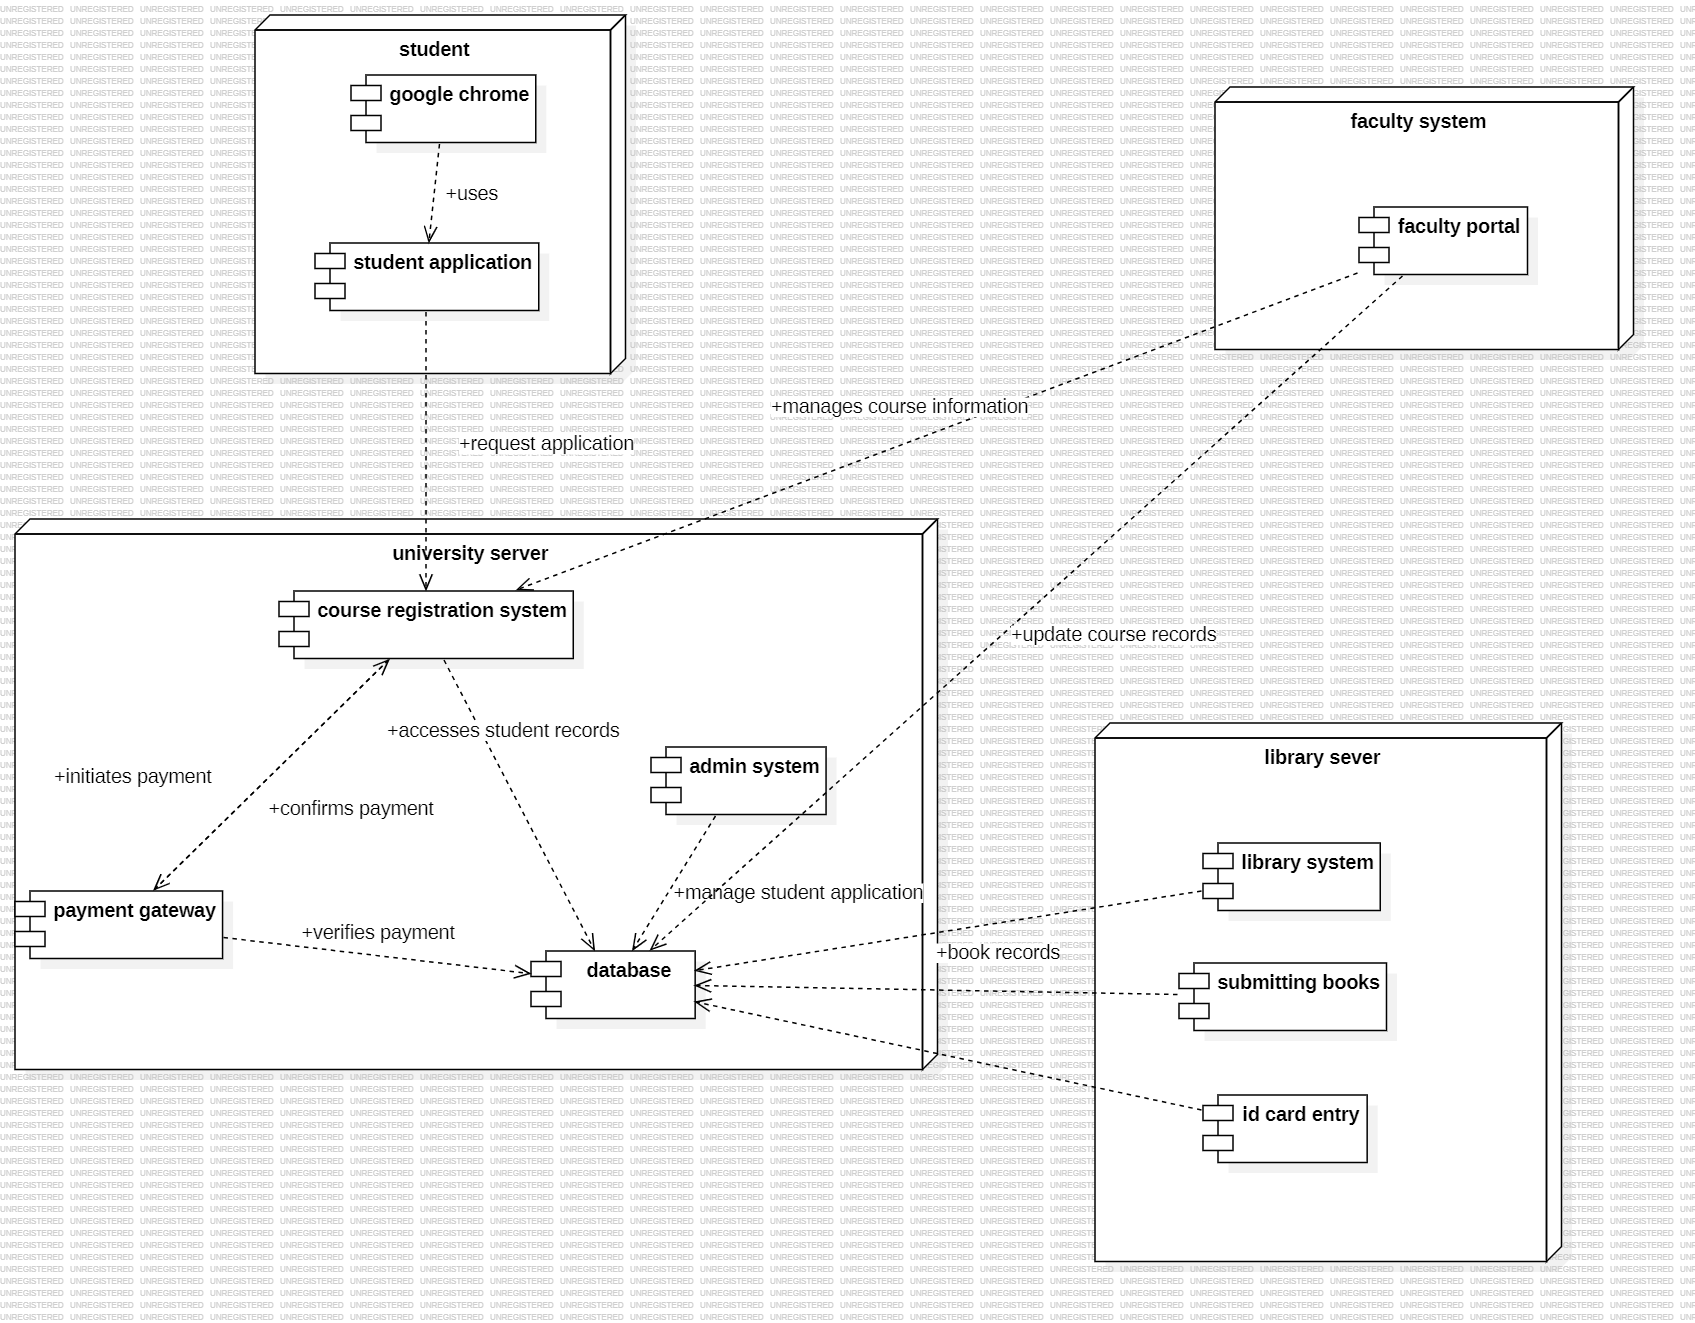 student
google chrome
+uses
student application
faculty system
faculty portal
+manages course information
+request application
university server
course registration system
+update course records
+accesses student records
admin system
library sever
+initiates payment
+confirms payment
library system
+manage student application
payment gateway
+verifies payment
+book records
database
submitting books
id card entry
UNREGISTERED